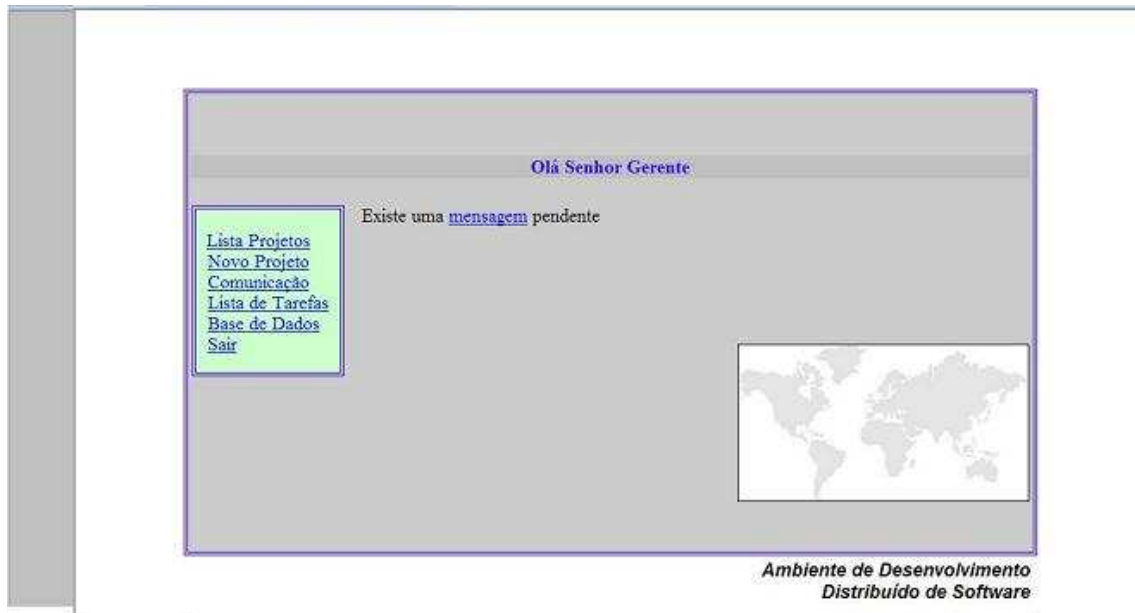 Olá Senhor Gerente
Existe uma mensagem pendente
Lista Projetos
Novo Projeto
Comunicação
Lista de Tarefas
Base de Dados
Sair
Ambiente de Desenvolvimento
Distribuído de Software